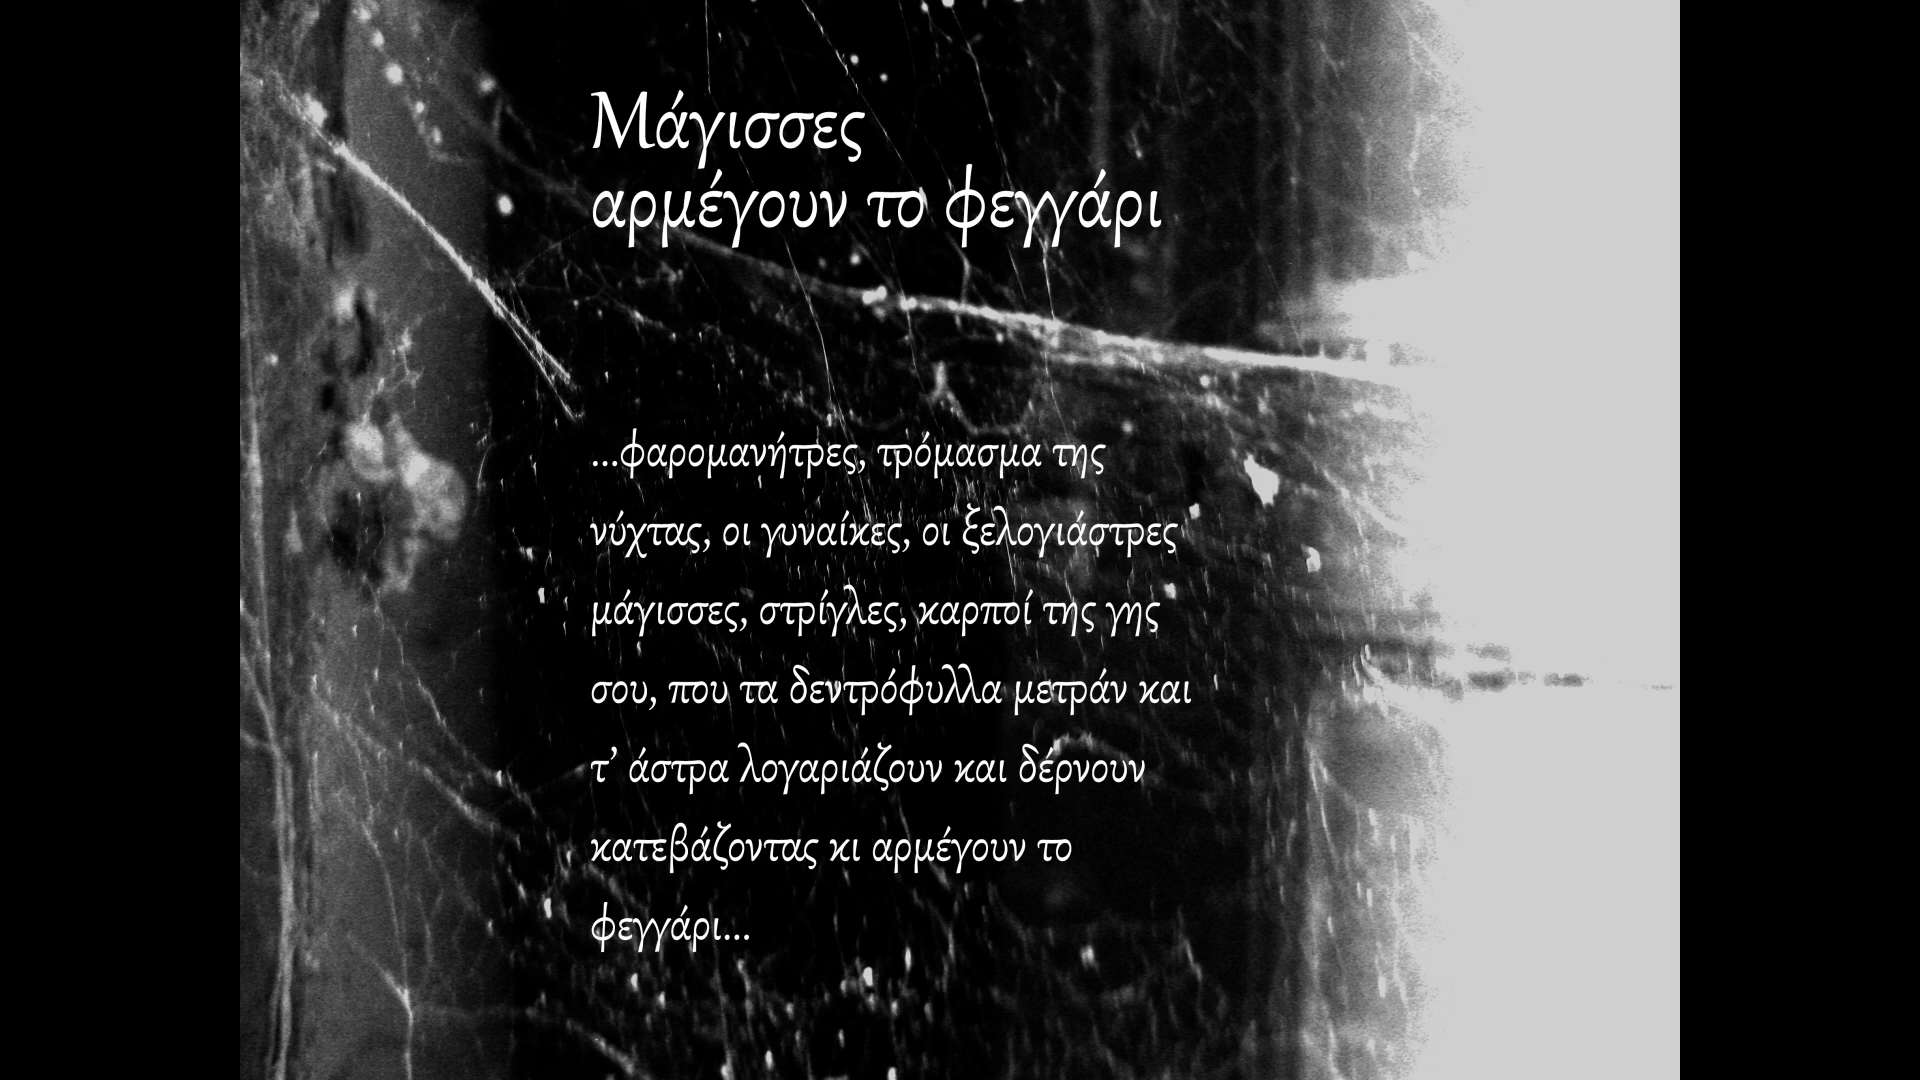 Μάγισσες
αρμέγουν το φεγγάρι
...φαρομανήτρες, τρόμασμα της
νύχτας, οι γυναίκες, οι ξελογιάστρες
μάγισσες, στρίγλες, καρποί της γης
σου, που τα δεντρόφυλλα μετράν και
τ’ άστρα λογαριάζουν και δέρνουν
κατεβάζοντας κι αρμέγουν το
φεγγάρι...